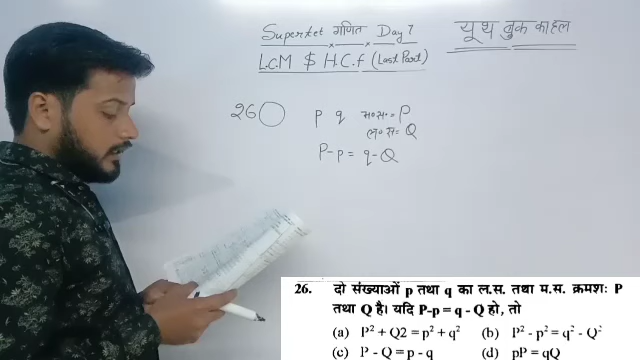 Supertet गणित Day 7
L.C.M $ H.C.f (Last Part)
यूथ बुक का हल
26
p q म॰स॰ = P
ल॰स॰ = Q
P-p = q-Q
26. दो संख्याओं p तथा q का ल.स. तथा म.स. क्रमशः P
तथा Q है। यदि P-p = q - Q हो, तो
(a) P² + Q2 = p² + q² (b) P² - p² = q² - Q²
(c) P - Q = p - q (d) pP = qQ